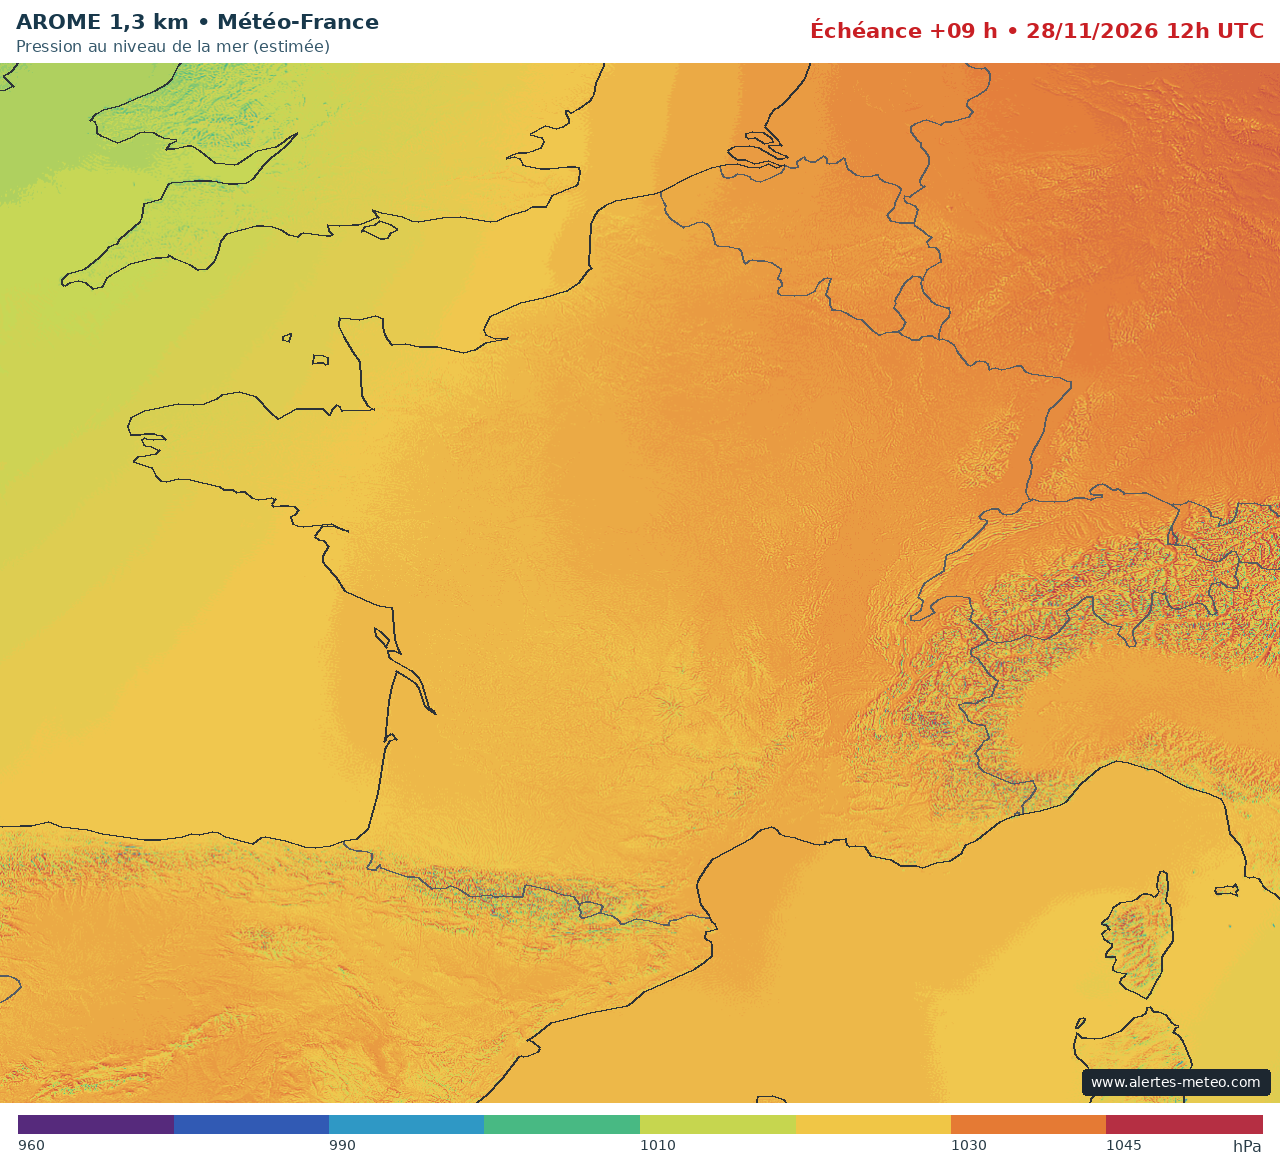 AROME 1,3 km • Météo-France
Pression au niveau de la mer (estimée)
Échéance +09 h • 28/11/2026 12h UTC
www.alertes-meteo.com
960 990 1010 1030 1045 hPa